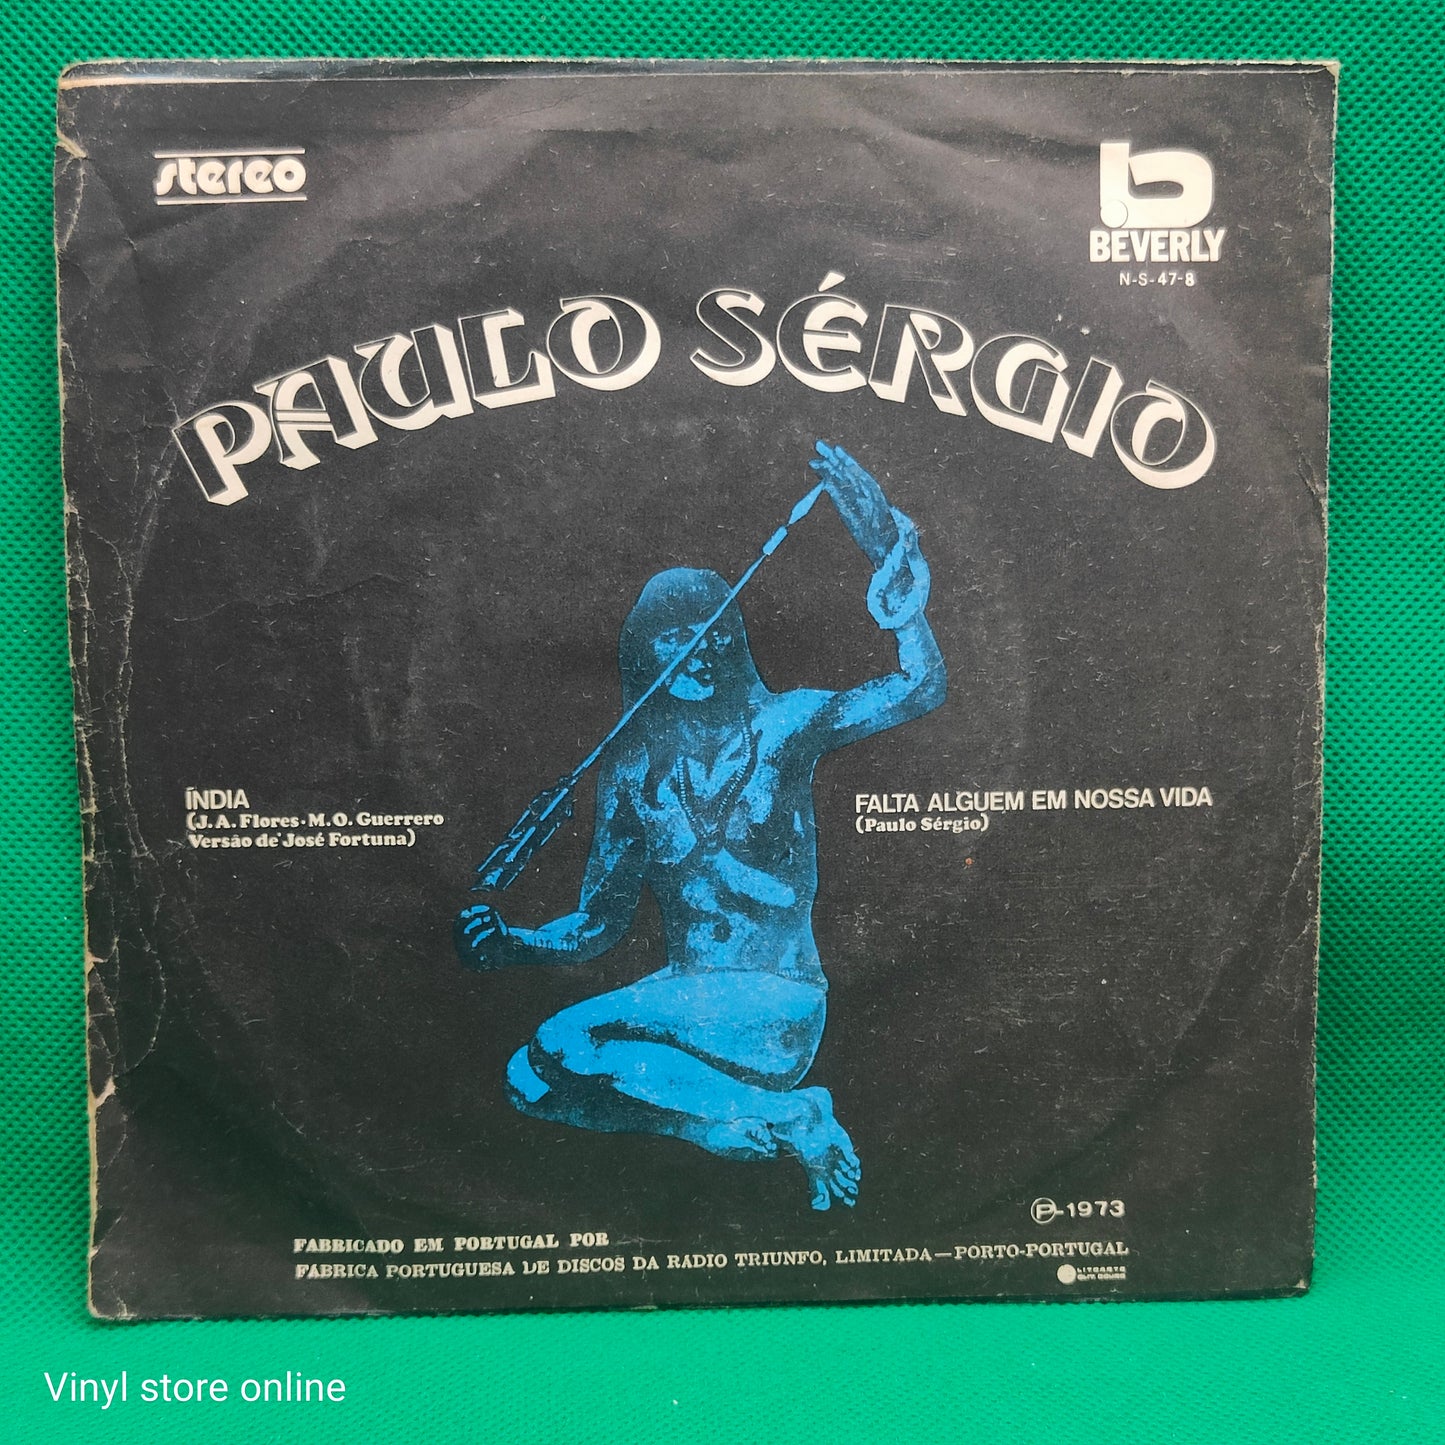 stereo
b
BEVERLY
N-S-47-8
PAULO SÉRGIO
ÍNDIA
(J. A. Flores - M. O. Guerrero
Versão de José Fortuna)
FALTA ALGUEM EM NOSSA VIDA
(Paulo Sérgio)
Ⓟ-1973
FABRICADO EM PORTUGAL POR
FABRICA PORTUGUESA DE DISCOS DA RADIO TRIUNFO, LIMITADA — PORTO-PORTUGAL
Vinyl store online